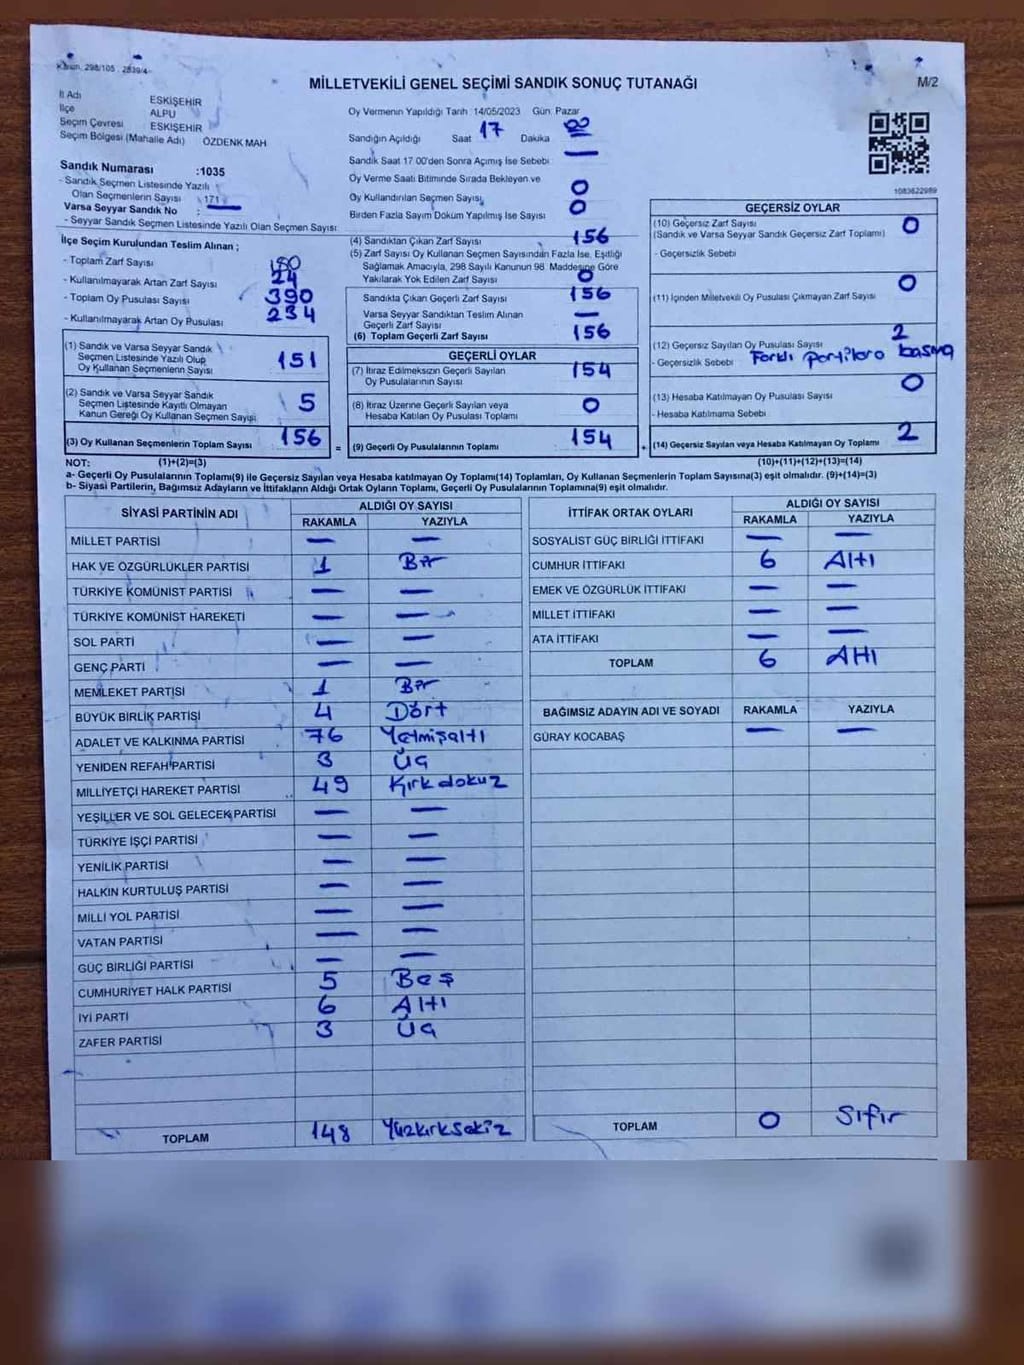 Kanun. 298/105 2839/4
MİLLETVEKİLİ GENEL SEÇİMİ SANDIK SONUÇ TUTANAĞI
M/2
İl Adı ESKİŞEHİR
İlçe ALPU
Seçim Çevresi ESKİŞEHİR
Seçim Bölgesi (Mahalle Adı) ÖZDENK MAH
Oy Vermenin Yapıldığı Tarih 14/05/2023 Gün Pazar
Sandığın Açıldığı Saat 17 Dakika 00
Sandık Saat 17 00'den Sonra Açımış İse Sebebi —
Oy Verme Saati Bitiminde Sırada Bekleyen ve
Oy Kullandırılan Seçmen Sayısı 0
Birden Fazla Sayım Döküm Yapılmış İse Sayısı 0
1083622989
Sandık Numarası :1035
- Sandık Seçmen Listesinde Yazılı
Olan Seçmenlerin Sayısı 171
Varsa Seyyar Sandık No : —
- Seyyar Sandık Seçmen Listesinde Yazılı Olan Seçmen Sayısı
İlçe Seçim Kurulundan Teslim Alınan ;
- Toplam Zarf Sayısı 180
- Kullanılmayarak Artan Zarf Sayısı 24
- Toplam Oy Pusulası Sayısı 390
- Kullanılmayarak Artan Oy Pusulası 234
(4) Sandıktan Çıkan Zarf Sayısı 156
(5) Zarf Sayısı Oy Kullanan Seçmen Sayısından Fazla İse, Eşitliği
Sağlamak Amacıyla, 298 Sayılı Kanunun 98. Maddesine Göre
Yakılarak Yok Edilen Zarf Sayısı 0
Sandıkta Çıkan Geçerli Zarf Sayısı 156
Varsa Seyyar Sandıktan Teslim Alınan
Geçerli Zarf Sayısı —
(6) Toplam Geçerli Zarf Sayısı 156
GEÇERSİZ OYLAR
(10) Geçersiz Zarf Sayısı 0
(Sandık ve Varsa Seyyar Sandık Geçersiz Zarf Toplamı)
- Geçersizlik Sebebi
(11) İçinden Milletvekili Oy Pusulası Çıkmayan Zarf Sayısı 0
(12) Geçersiz Sayılan Oy Pusulası Sayısı 2
- Geçersizlik Sebebi Farklı partilere basma
(13) Hesaba Katılmayan Oy Pusulası Sayısı 0
- Hesaba Katılmama Sebebi
(14) Geçersiz Sayılan veya Hesaba Katılmayan Oy Toplamı 2
(1) Sandık ve Varsa Seyyar Sandık
Seçmen Listesinde Yazılı Olup
Oy Kullanan Seçmenlerin Sayısı 151
(2) Sandık ve Varsa Seyyar Sandık
Seçmen Listesinde Kayıtlı Olmayan
Kanun Gereği Oy Kullanan Seçmen Sayısı 5
(3) Oy Kullanan Seçmenlerin Toplam Sayısı 156 =
GEÇERLİ OYLAR
(7) İtiraz Edilmeksizin Geçerli Sayılan
Oy Pusulalarının Sayısı 154
(8) İtiraz Üzerine Geçerli Sayılan veya
Hesaba Katılan Oy Pusulası Toplamı 0
(9) Geçerli Oy Pusulalarının Toplamı 154 +
NOT: (1)+(2)=(3) (10)+(11)+(12)+(13)=(14)
a- Geçerli Oy Pusulalarının Toplamı(9) ile Geçersiz Sayılan veya Hesaba katılmayan Oy Toplamı(14) Toplamları, Oy Kullanan Seçmenlerin Toplam Sayısına(3) eşit olmalıdır. (9)+(14)=(3)
b- Siyasi Partilerin, Bağımsız Adayların ve İttifakların Aldığı Ortak Oyların Toplamı, Geçerli Oy Pusulalarının Toplamına(9) eşit olmalıdır.
SİYASİ PARTİNİN ADI ALDIĞI OY SAYISI
RAKAMLA YAZIYLA
MİLLET PARTİSİ — —
HAK VE ÖZGÜRLÜKLER PARTİSİ 1 Bir
TÜRKİYE KOMÜNİST PARTİSİ — —
TÜRKİYE KOMÜNİST HAREKETİ — —
SOL PARTİ — —
GENÇ PARTİ — —
MEMLEKET PARTİSİ 1 Bir
BÜYÜK BİRLİK PARTİSİ 4 Dört
ADALET VE KALKINMA PARTİSİ 76 Yetmişaltı
YENİDEN REFAH PARTİSİ 3 Üç
MİLLİYETÇİ HAREKET PARTİSİ 49 Kırkdokuz
YEŞİLLER VE SOL GELECEK PARTİSİ — —
TÜRKİYE İŞÇİ PARTİSİ — —
YENİLİK PARTİSİ — —
HALKIN KURTULUŞ PARTİSİ — —
MİLLİ YOL PARTİSİ — —
VATAN PARTİSİ — —
GÜÇ BİRLİĞİ PARTİSİ — —
CUMHURİYET HALK PARTİSİ 5 Beş
İYİ PARTİ 6 Altı
ZAFER PARTİSİ 3 Üç
TOPLAM 148 Yüzkırksekiz
İTTİFAK ORTAK OYLARI ALDIĞI OY SAYISI
RAKAMLA YAZIYLA
SOSYALİST GÜÇ BİRLİĞİ İTTİFAKI — —
CUMHUR İTTİFAKI 6 Altı
EMEK VE ÖZGÜRLÜK İTTİFAKI — —
MİLLET İTTİFAKI — —
ATA İTTİFAKI — —
TOPLAM 6 Altı
BAĞIMSIZ ADAYIN ADI VE SOYADI RAKAMLA YAZIYLA
GÜRAY KOCABAŞ — —
TOPLAM 0 Sıfır